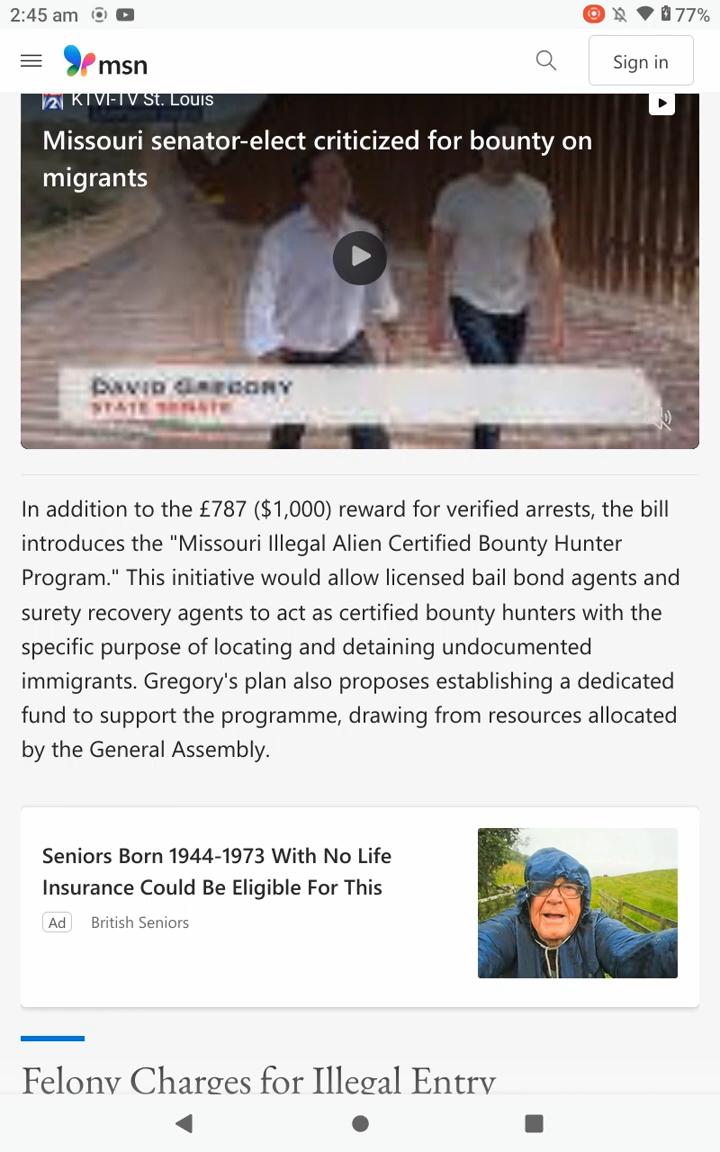 2:45 am
77%
msn
Sign in
KTVI-TV St. Louis
Missouri senator-elect criticized for bounty on
migrants
DAVID GREGORY
STATE SENATE
In addition to the £787 ($1,000) reward for verified arrests, the bill
introduces the "Missouri Illegal Alien Certified Bounty Hunter
Program." This initiative would allow licensed bail bond agents and
surety recovery agents to act as certified bounty hunters with the
specific purpose of locating and detaining undocumented
immigrants. Gregory's plan also proposes establishing a dedicated
fund to support the programme, drawing from resources allocated
by the General Assembly.
Seniors Born 1944-1973 With No Life
Insurance Could Be Eligible For This
Ad British Seniors
Felony Charges for Illegal Entry